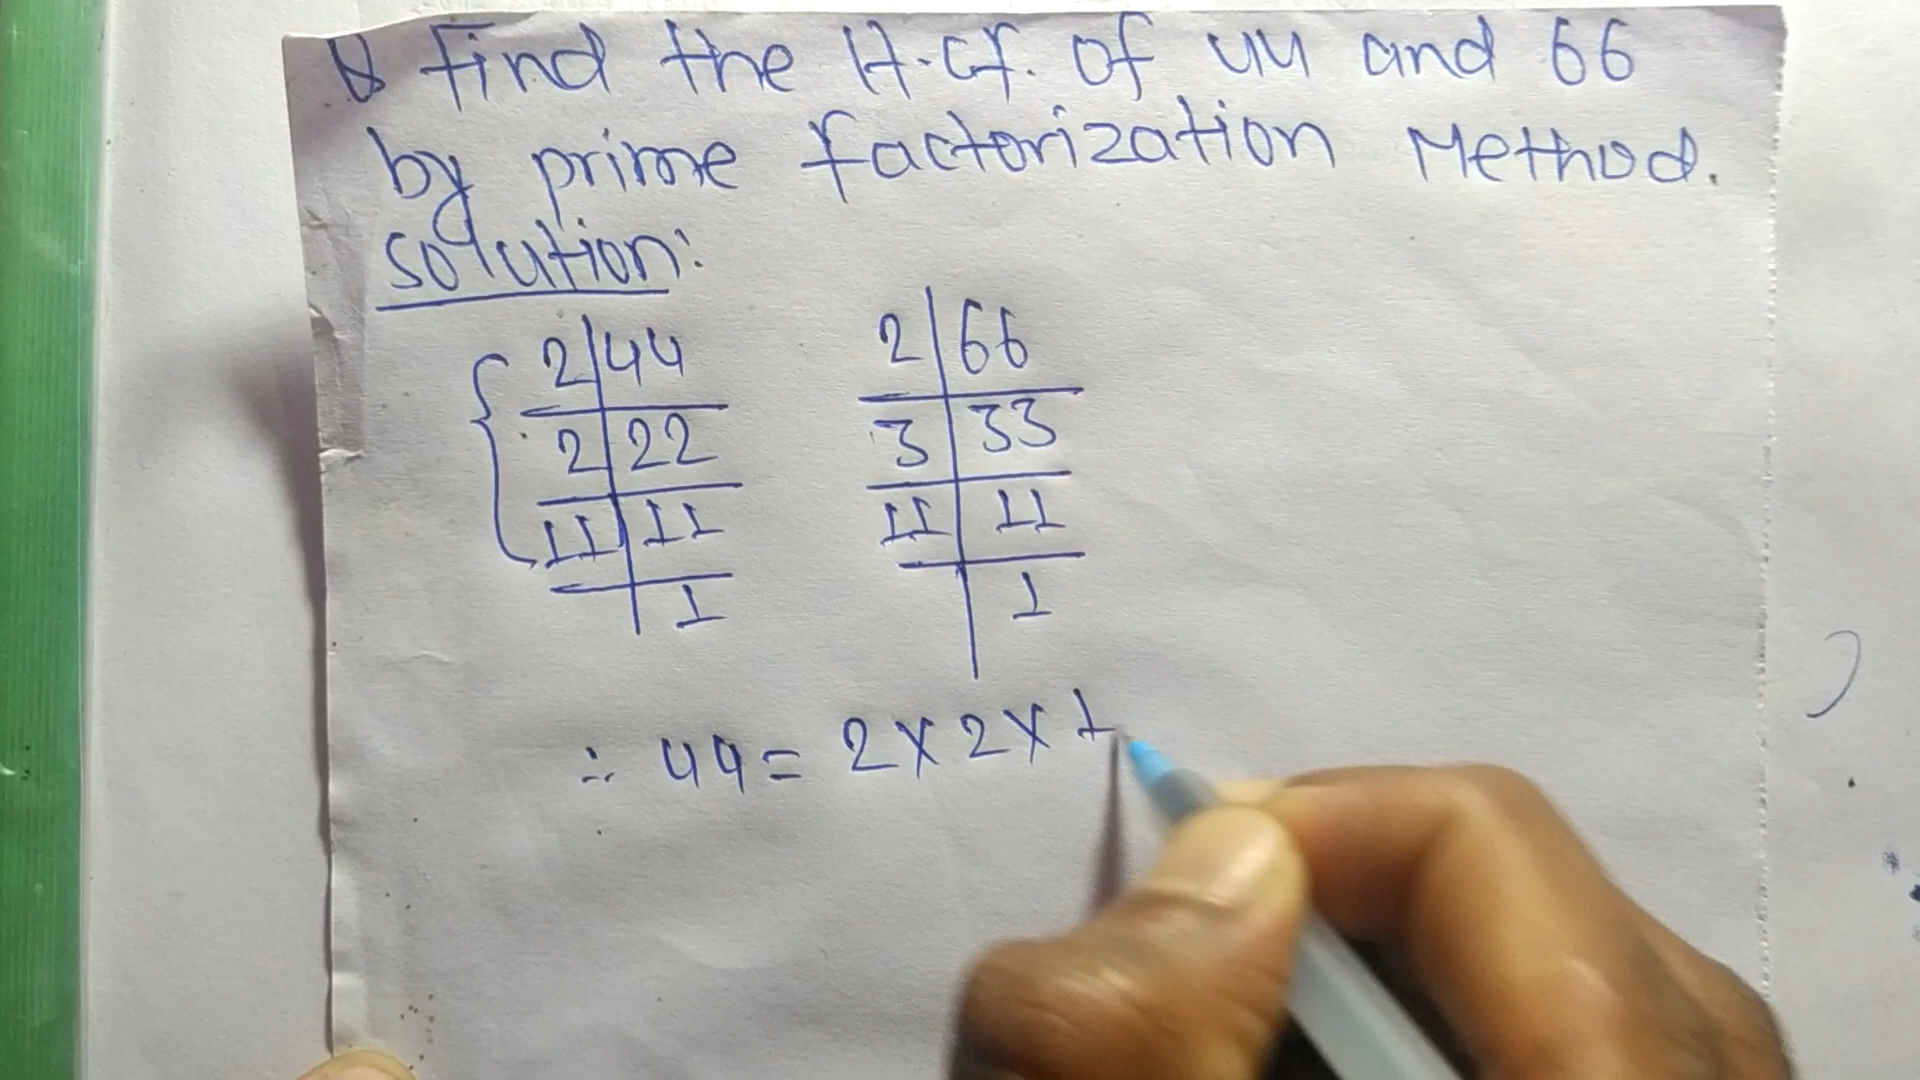 Q Find the H.C.F. Of 44 and 66
by prime factorization Method.
solution:
2 44
2 22
11 11
1
2 66
3 33
11 11
1
∴ 44 = 2 × 2 × 1